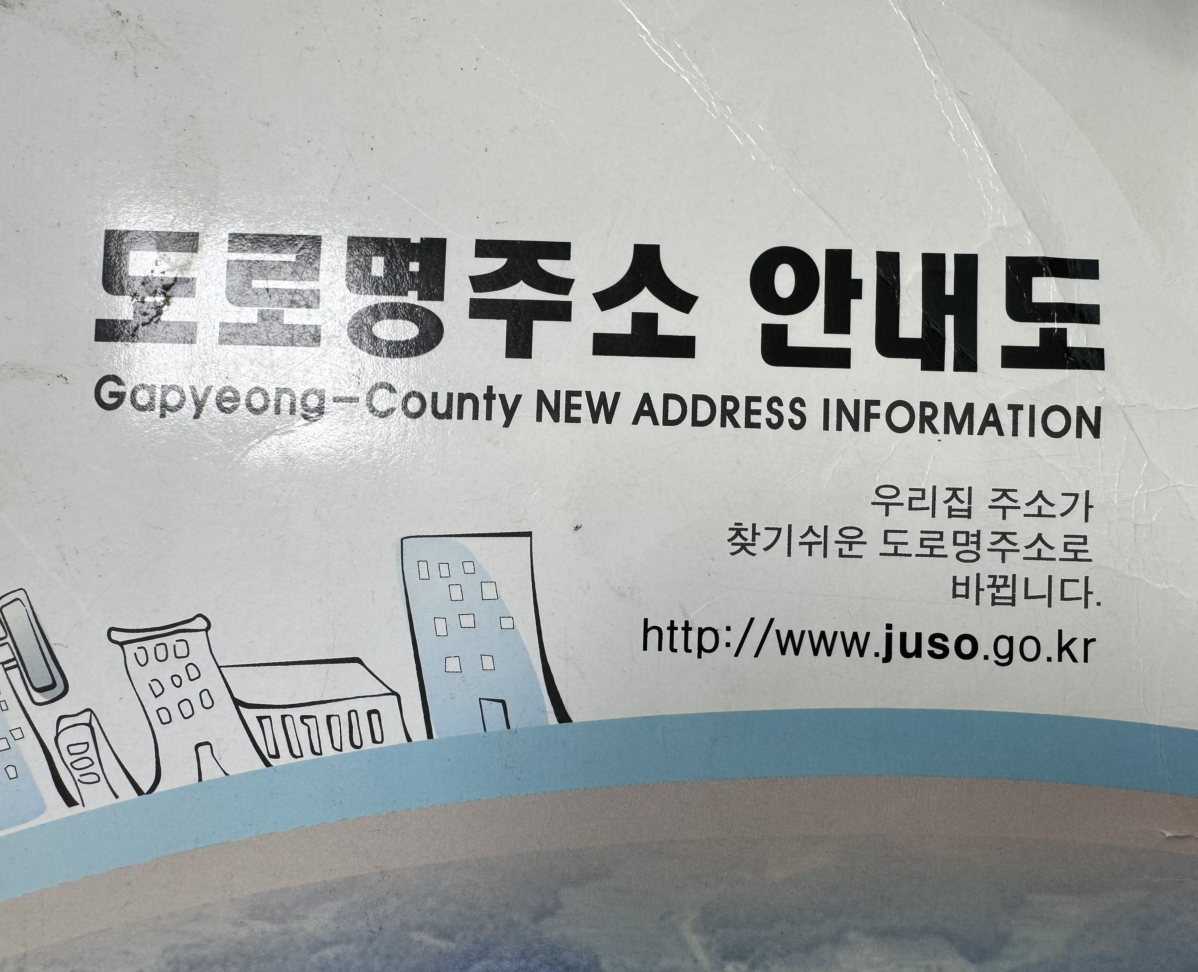 도로명주소 안내도
Gapyeong-County NEW ADDRESS INFORMATION
우리집 주소가
찾기쉬운 도로명주소로
바뀝니다.
http://www.juso.go.kr